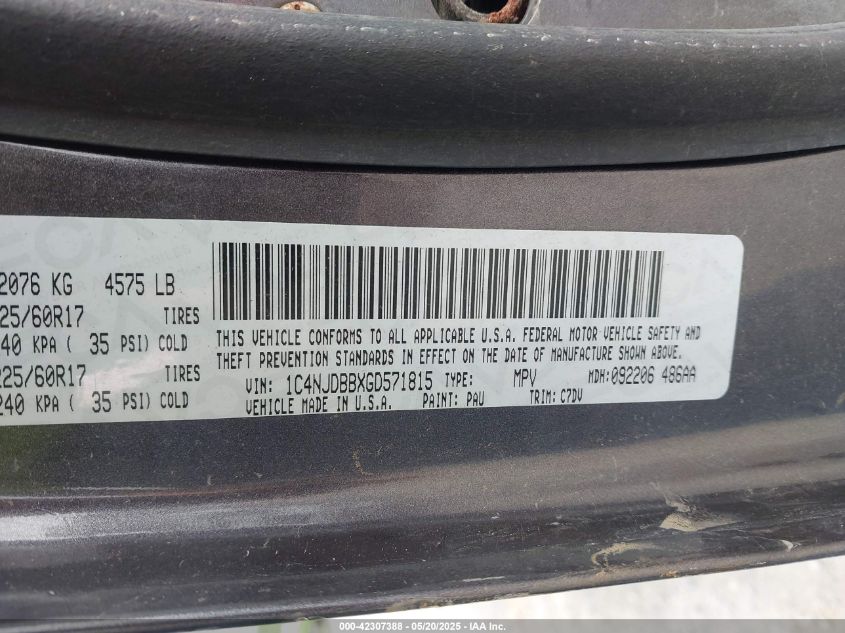 2076 KG 4575 LB
25/60R17 TIRES
40 KPA ( 35 PSI) COLD
225/60R17 TIRES
240 KPA ( 35 PSI) COLD
THIS VEHICLE CONFORMS TO ALL APPLICABLE U.S.A. FEDERAL MOTOR VEHICLE SAFETY AND
THEFT PREVENTION STANDARDS IN EFFECT ON THE DATE OF MANUFACTURE SHOWN ABOVE.
VIN: 1C4NJDBBXGD571815 TYPE: MPV MDH:092206 486AA
VEHICLE MADE IN U.S.A. PAINT: PAU TRIM: C7DV
000-42307388 — 05/20/2025 — IAA Inc.